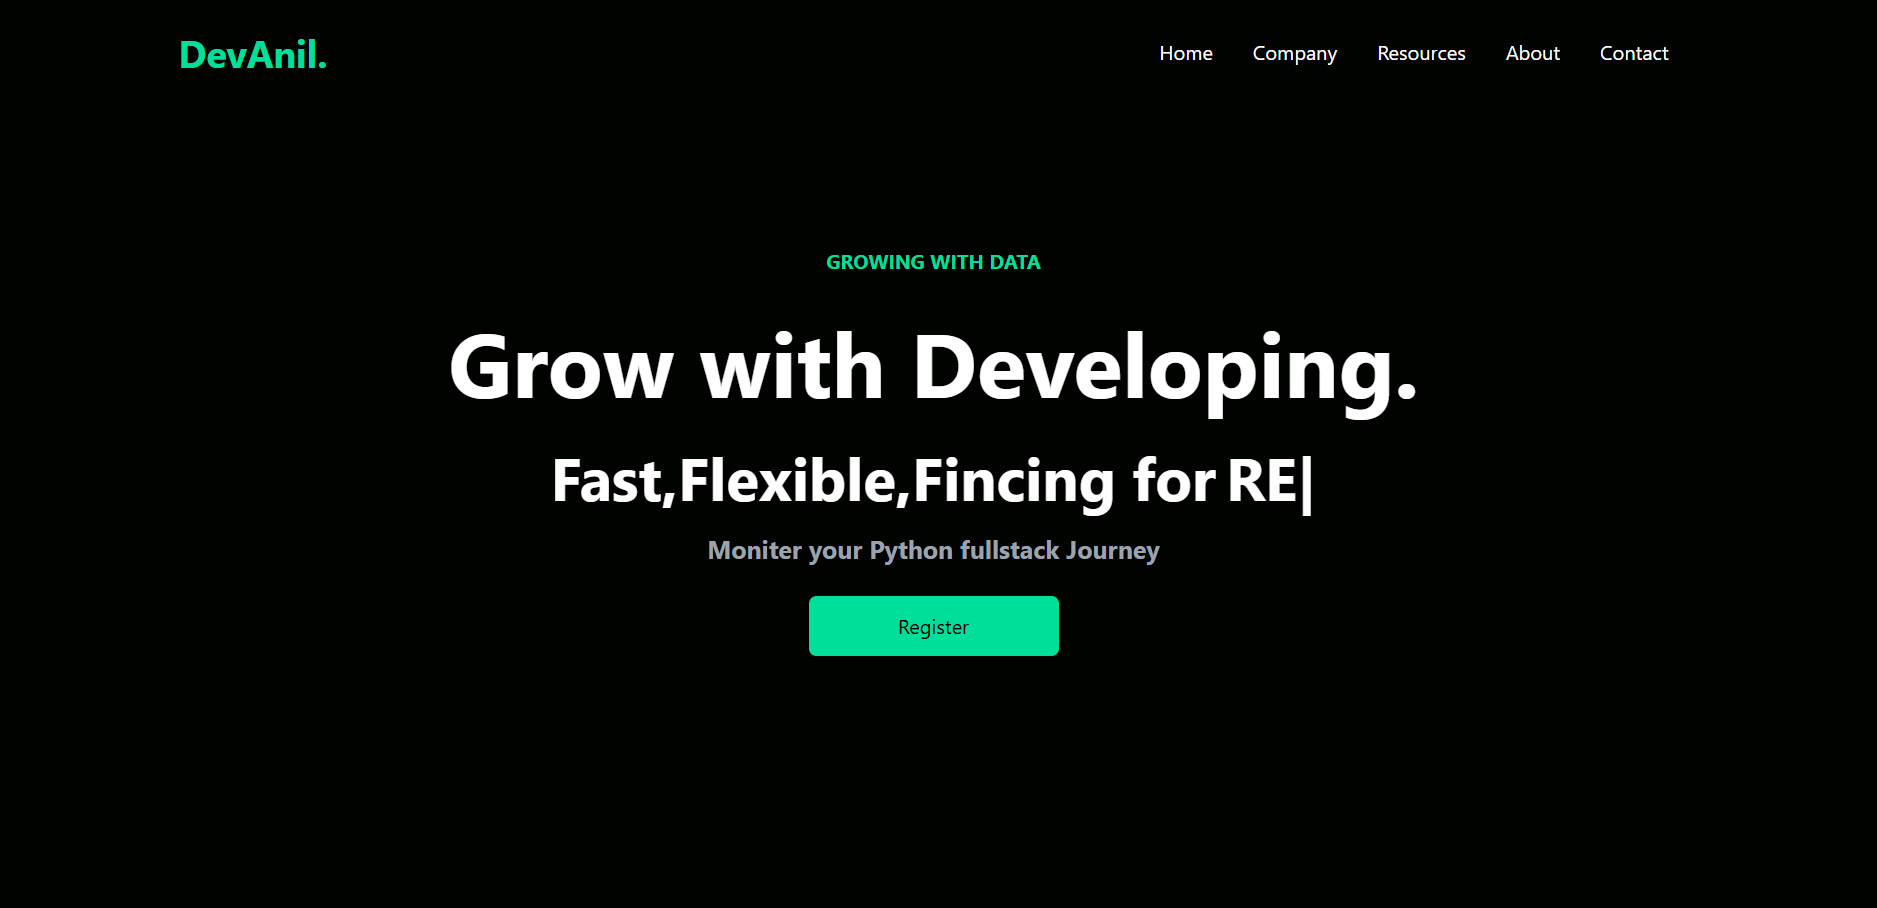 DevAnil.
Home Company Resources About Contact
GROWING WITH DATA
Grow with Developing.
Fast,Flexible,Fincing for RE|
Moniter your Python fullstack Journey
Register